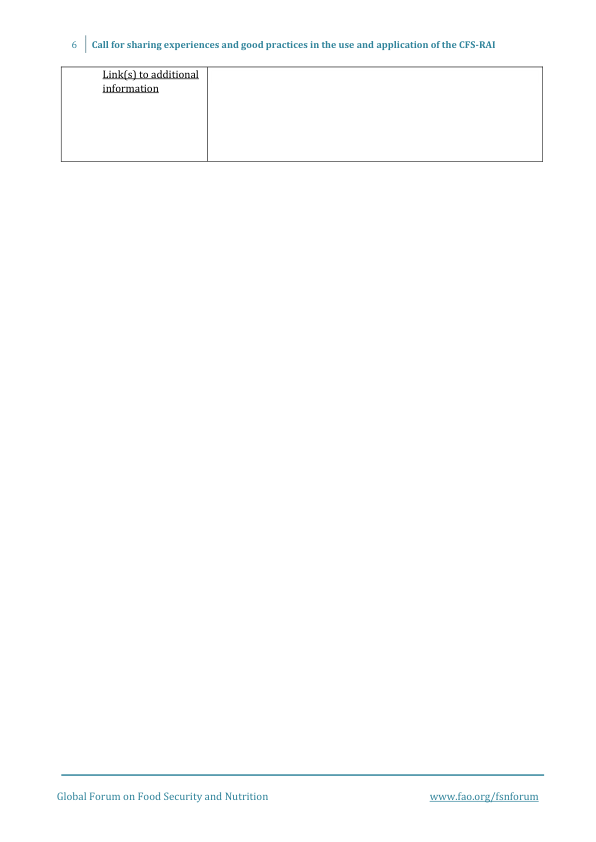 6 Call for sharing experiences and good practices in the use and application of the CFS-RAI
Link(s) to additional
information
Global Forum on Food Security and Nutrition www.fao.org/fsnforum